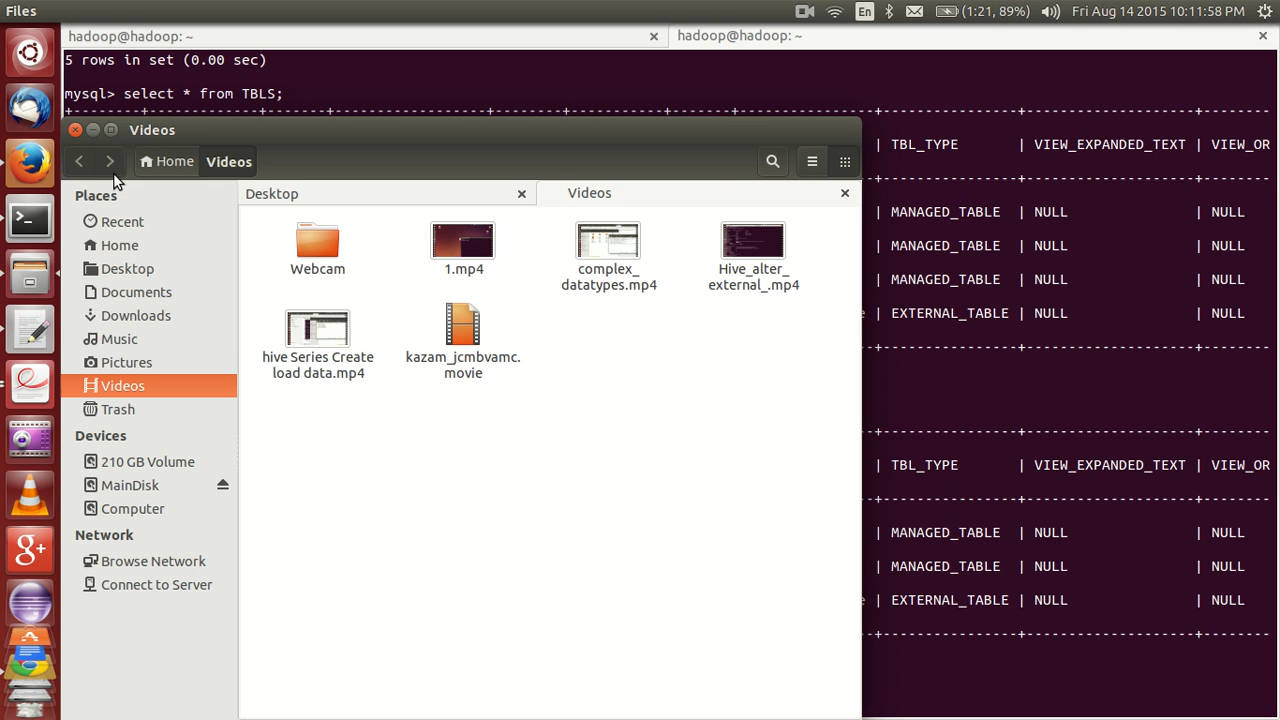 Files
En
(1:21, 89%)
Fri Aug 14 2015 10:11:58 PM
hadoop@hadoop: ~
hadoop@hadoop: ~
5 rows in set (0.00 sec)
mysql> select * from TBLS;
Videos
Home
Videos
Places
Recent
Home
Desktop
Documents
Downloads
Music
Pictures
Videos
Trash
Devices
210 GB Volume
MainDisk
Computer
Network
Browse Network
Connect to Server
Desktop
Videos
Webcam
1.mp4
complex_
datatypes.mp4
Hive_alter_
external_.mp4
hive Series Create
load data.mp4
kazam_jcmbvamc.
movie
| TBL_TYPE | VIEW_EXPANDED_TEXT | VIEW_OR
| MANAGED_TABLE | NULL | NULL
| MANAGED_TABLE | NULL | NULL
| MANAGED_TABLE | NULL | NULL
e | EXTERNAL_TABLE | NULL | NULL
| TBL_TYPE | VIEW_EXPANDED_TEXT | VIEW_OR
| MANAGED_TABLE | NULL | NULL
| MANAGED_TABLE | NULL | NULL
e | EXTERNAL_TABLE | NULL | NULL
g+